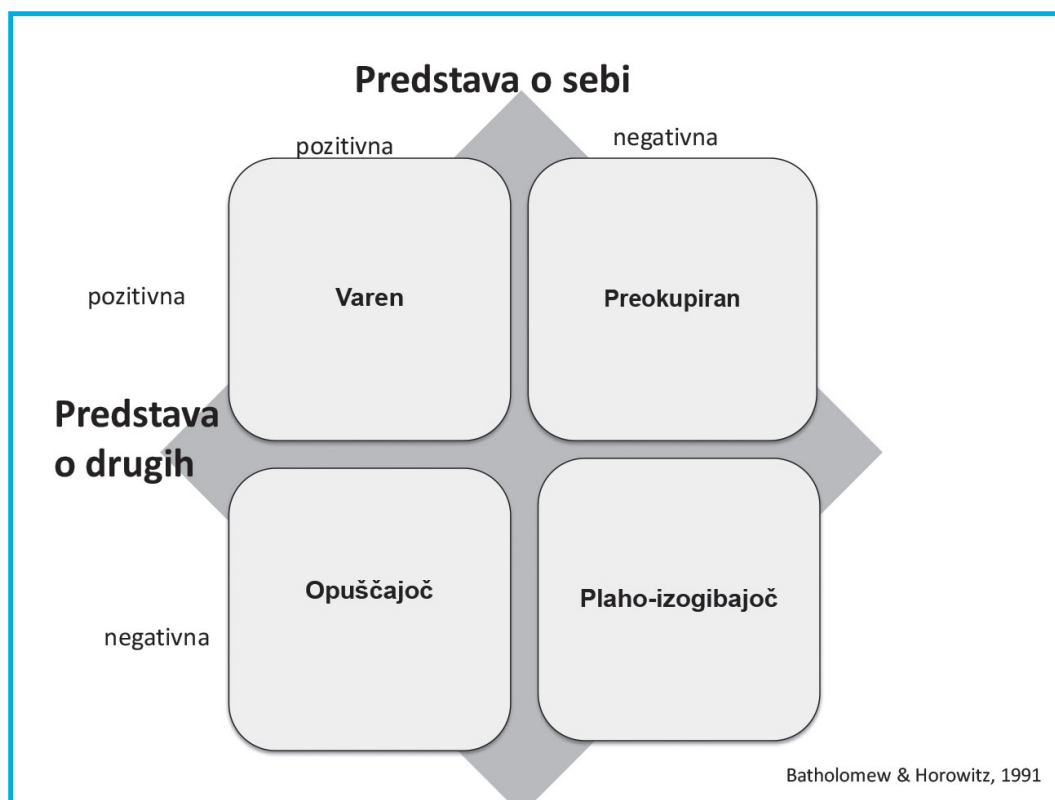 Predstava o sebi
pozitivna
negativna
pozitivna
Varen
Preokupiran
Predstava
o drugih
Opuščajoč
Plaho-izogibajoč
negativna
Batholomew & Horowitz, 1991